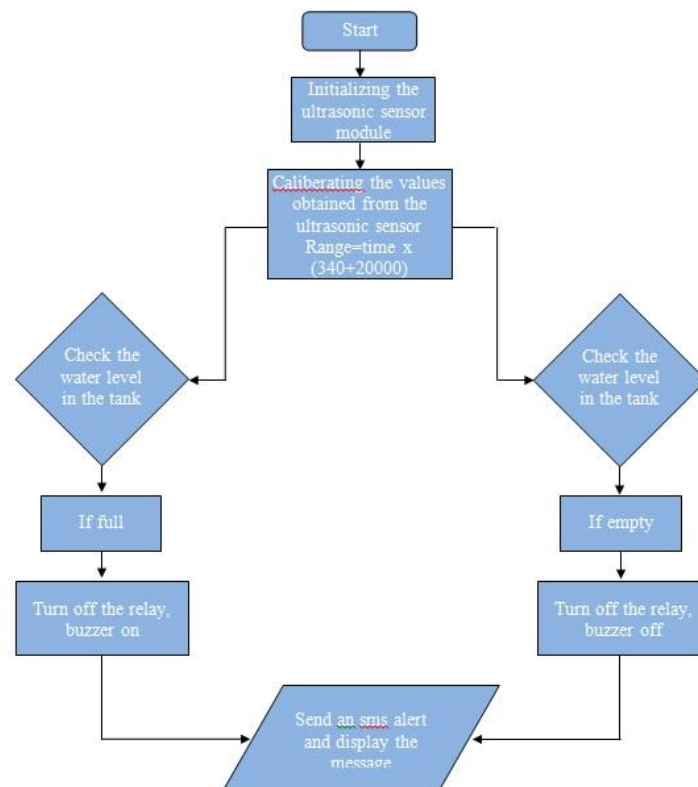 Start
Initializing the
ultrasonic sensor
module
Caliberating the values
obtained from the
ultrasonic sensor
Range=time x
(340÷20000)
Check the
water level
in the tank
Check the
water level
in the tank
If full
If empty
Turn off the relay,
buzzer on
Turn off the relay,
buzzer off
Send an sms alert
and display the
message